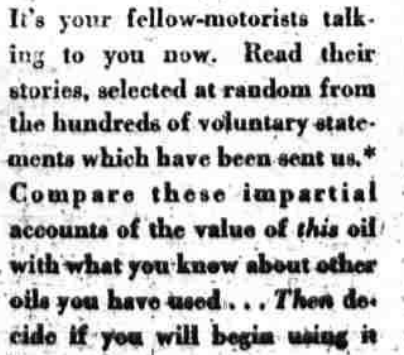 It's your fellow-motorists talk-
ing to you now. Read their
stories, selected at random from
the hundreds of voluntary state-
ments which have been sent us.*
Compare these impartial
accounts of the value of this oil
with what you know about other
oils you have used . . . Then de-
cide if you will begin using it